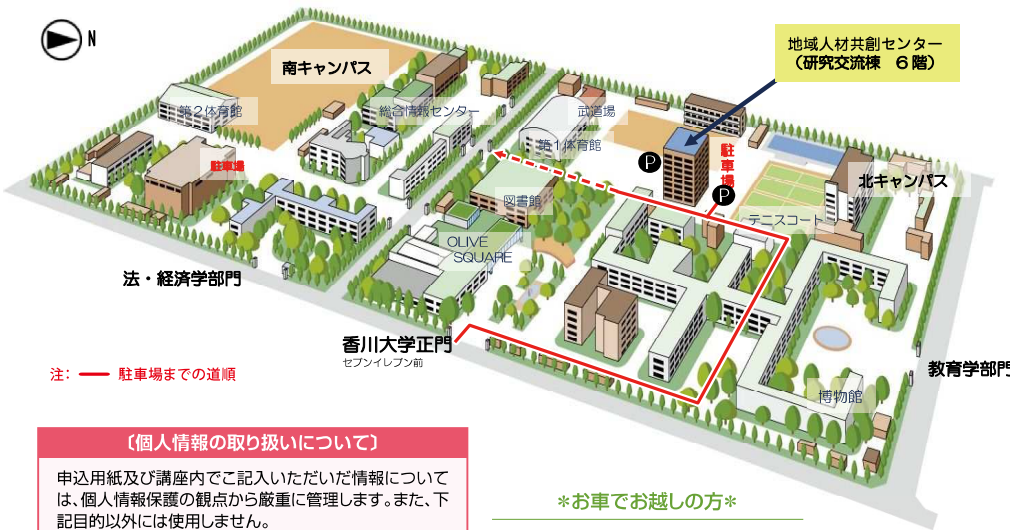 N
南キャンパス
地域人材共創センター
（研究交流棟　６階）
第２体育館
総合情報センター
武道場
第１体育館
駐車場
P
駐車場
P
北キャンパス
図書館
テニスコート
OLIVE
SQUARE
法・経済学部門
香川大学正門
セブンイレブン前
教育学部門
注：　駐車場までの道順
博物館
〔個人情報の取り扱いについて〕
申込用紙及び講座内でご記入いただいだ情報について
は、個人情報保護の観点から厳重に管理します。また、下
記目的以外には使用しません。
＊お車でお越しの方＊